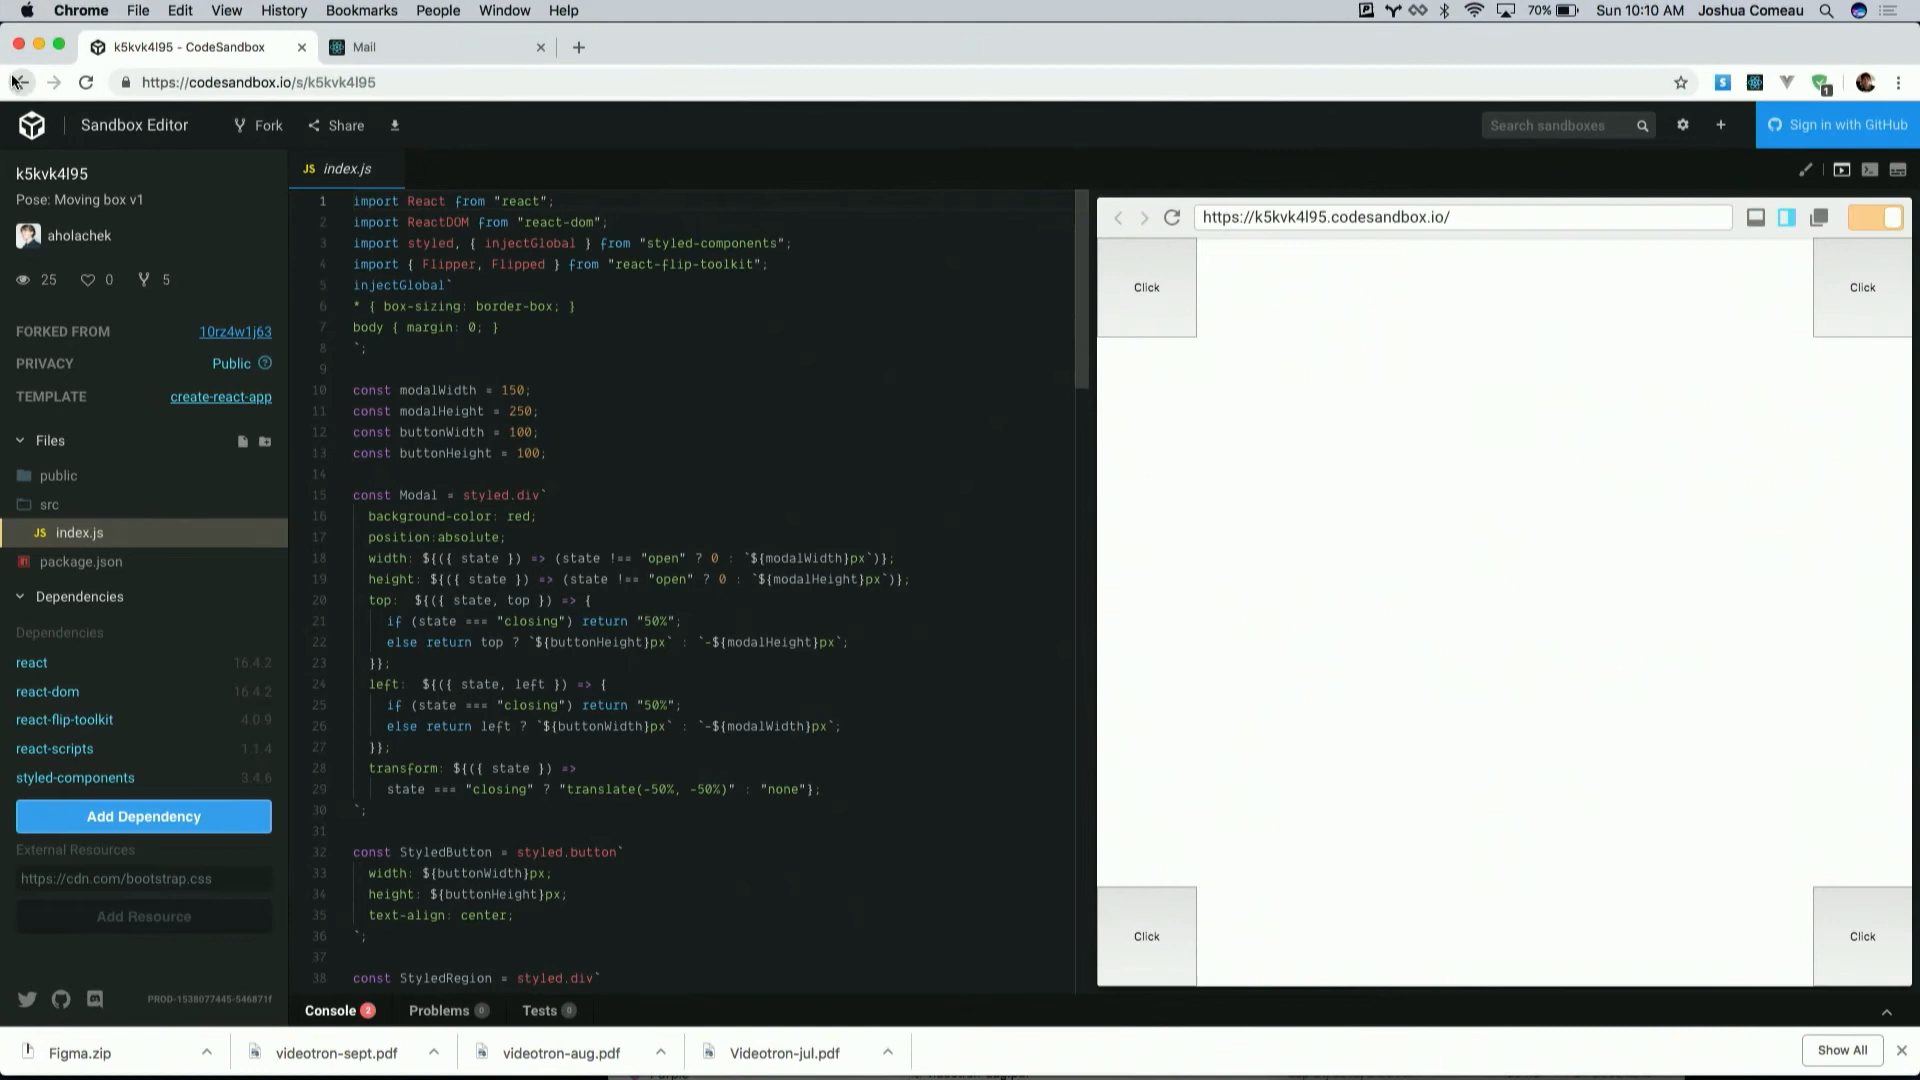 Chrome File Edit View History Bookmarks People Window Help 70% Sun 10:10 AM Joshua Comeau
k5kvk4l95 - CodeSandbox Mail
https://codesandbox.io/s/k5kvk4l95
Sandbox Editor Fork Share Search sandboxes Sign in with GitHub
k5kvk4l95
Pose: Moving box v1
aholachek
25 0 5
FORKED FROM 10rz4w1j63
PRIVACY Public
TEMPLATE create-react-app
Files
public
src
JS index.js
package.json
Dependencies
Dependencies
react 16.4.2
react-dom 16.4.2
react-flip-toolkit 4.0.9
react-scripts 1.1.4
styled-components 3.4.6
Add Dependency
External Resources
https://cdn.com/bootstrap.css
Add Resource
PROD-1538077445-546871f
JS index.js
1 import React from "react";
2 import ReactDOM from "react-dom";
3 import styled, { injectGlobal } from "styled-components";
4 import { Flipper, Flipped } from "react-flip-toolkit";
5 injectGlobal`
6 * { box-sizing: border-box; }
7 body { margin: 0; }
8 `;
9
10 const modalWidth = 150;
11 const modalHeight = 250;
12 const buttonWidth = 100;
13 const buttonHeight = 100;
14
15 const Modal = styled.div`
16 background-color: red;
17 position:absolute;
18 width: ${({ state }) => (state !== "open" ? 0 : `${modalWidth}px`)};
19 height: ${({ state }) => (state !== "open" ? 0 : `${modalHeight}px`)};
20 top: ${({ state, top }) => {
21 if (state === "closing") return "50%";
22 else return top ? `${buttonHeight}px` : `-${modalHeight}px`;
23 }};
24 left: ${({ state, left }) => {
25 if (state === "closing") return "50%";
26 else return left ? `${buttonWidth}px` : `-${modalWidth}px`;
27 }};
28 transform: ${({ state }) =>
29 state === "closing" ? "translate(-50%, -50%)" : "none"};
30 `;
31
32 const StyledButton = styled.button`
33 width: ${buttonWidth}px;
34 height: ${buttonHeight}px;
35 text-align: center;
36 `;
37
38 const StyledRegion = styled.div`
Console 2 Problems 0 Tests 0
https://k5kvk4l95.codesandbox.io/
Click Click
Click Click
Figma.zip videotron-sept.pdf videotron-aug.pdf Videotron-jul.pdf Show All